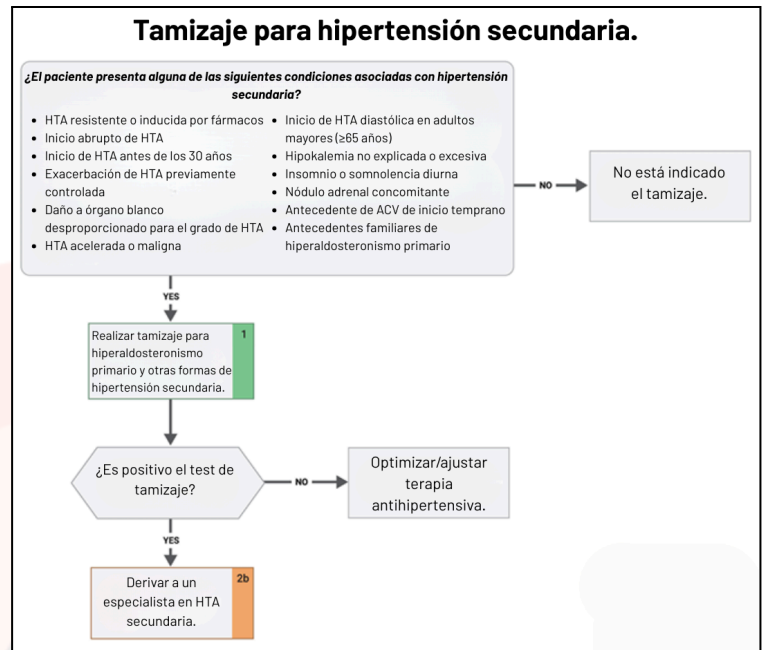 Tamizaje para hipertensión secundaria.
¿El paciente presenta alguna de las siguientes condiciones asociadas con hipertensión
secundaria?
• HTA resistente o inducida por fármacos
• Inicio abrupto de HTA
• Inicio de HTA antes de los 30 años
• Exacerbación de HTA previamente
controlada
• Daño a órgano blanco
desproporcionado para el grado de HTA
• HTA acelerada o maligna
• Inicio de HTA diastólica en adultos
mayores (≥65 años)
• Hipokalemia no explicada o excesiva
• Insomnio o somnolencia diurna
• Nódulo adrenal concomitante
• Antecedente de ACV de inicio temprano
• Antecedentes familiares de
hiperaldosteronismo primario
NO
No está indicado
el tamizaje.
YES
Realizar tamizaje para
hiperaldosteronismo
primario y otras formas de
hipertensión secundaria.
1
¿Es positivo el test de
tamizaje?
NO
Optimizar/ajustar
terapia
antihipertensiva.
YES
Derivar a un
especialista en HTA
secundaria.
2b